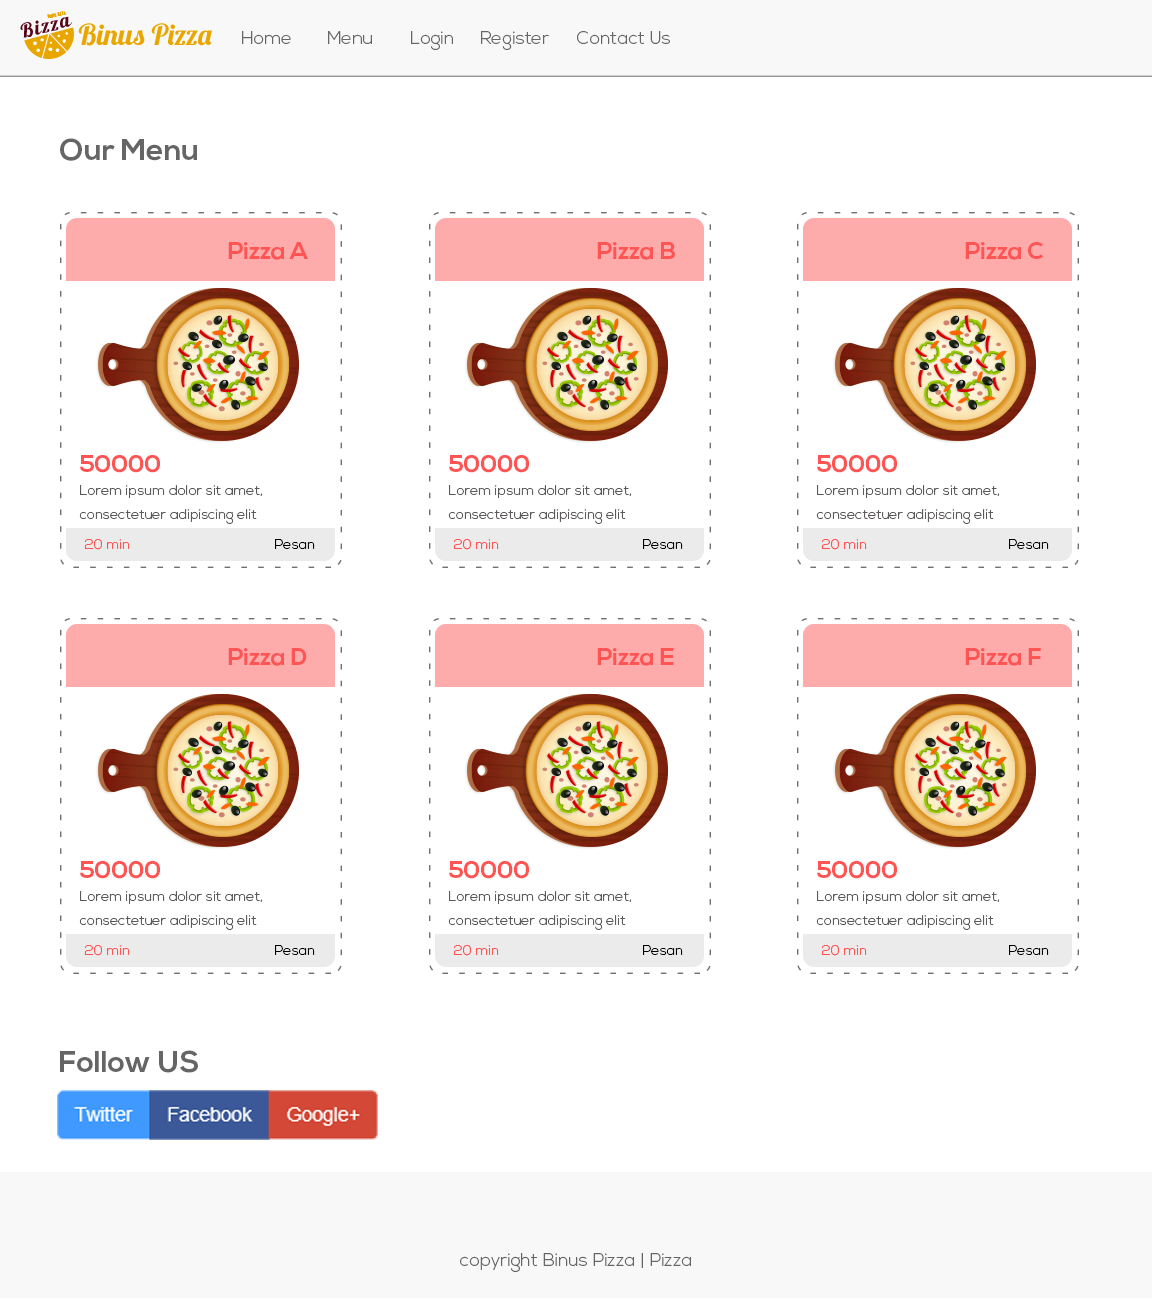 Bizza Binus Pizza Home Menu Login Register Contact Us
Our Menu
Pizza A Pizza B Pizza C
50000 50000 50000
Lorem ipsum dolor sit amet, Lorem ipsum dolor sit amet, Lorem ipsum dolor sit amet,
consectetuer adipiscing elit consectetuer adipiscing elit consectetuer adipiscing elit
20 min Pesan 20 min Pesan 20 min Pesan
Pizza D Pizza E Pizza F
50000 50000 50000
Lorem ipsum dolor sit amet, Lorem ipsum dolor sit amet, Lorem ipsum dolor sit amet,
consectetuer adipiscing elit consectetuer adipiscing elit consectetuer adipiscing elit
20 min Pesan 20 min Pesan 20 min Pesan
Follow US
Twitter Facebook Google+
copyright Binus Pizza | Pizza